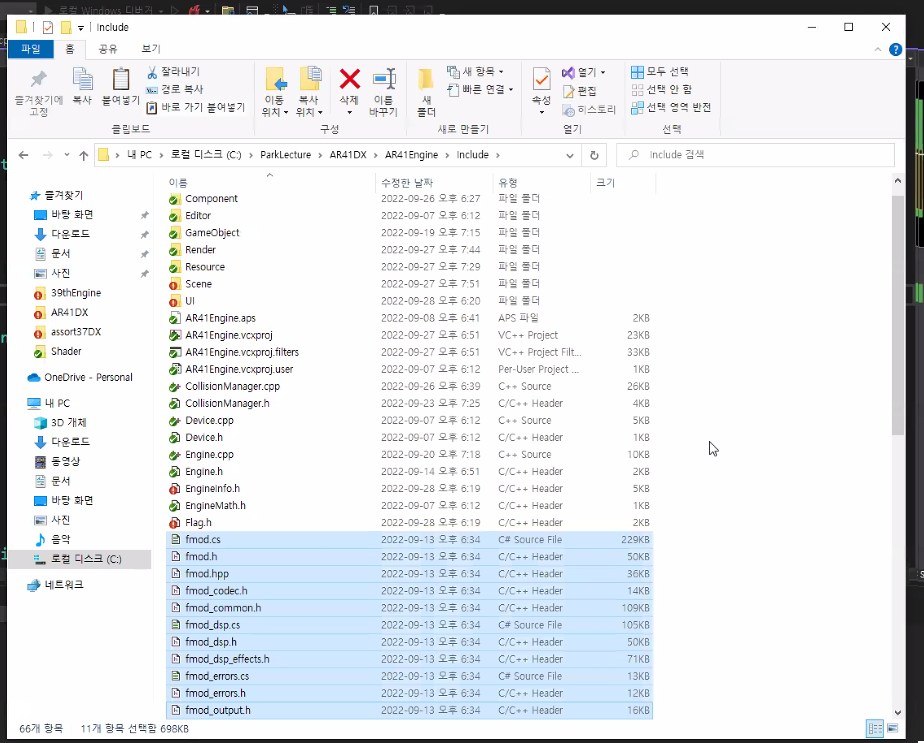 로컬 Windows 디버거
Include
파일 홈 공유 보기
즐겨찾기에 고정
복사
붙여넣기
잘라내기
경로 복사
바로 가기 붙여넣기
클립보드
이동 위치
복사 위치
삭제
이름 바꾸기
구성
새 폴더
새 항목
빠른 연결
새로 만들기
속성
열기
편집
히스토리
열기
모두 선택
선택 안 함
선택 영역 반전
선택
내 PC > 로컬 디스크 (C:) > ParkLecture > AR41DX > AR41Engine > Include >
Include 검색
즐겨찾기
바탕 화면
다운로드
문서
사진
39thEngine
AR41DX
assort37DX
Shader
OneDrive - Personal
내 PC
3D 개체
다운로드
동영상
문서
바탕 화면
사진
음악
로컬 디스크 (C:)
네트워크
이름 수정한 날짜 유형 크기
Component 2022-09-26 오후 6:27 파일 폴더
Editor 2022-09-07 오후 6:12 파일 폴더
GameObject 2022-09-19 오후 7:15 파일 폴더
Render 2022-09-27 오후 7:44 파일 폴더
Resource 2022-09-27 오후 7:29 파일 폴더
Scene 2022-09-27 오후 7:51 파일 폴더
UI 2022-09-28 오후 6:20 파일 폴더
AR41Engine.aps 2022-09-08 오후 6:41 APS 파일 2KB
AR41Engine.vcxproj 2022-09-27 오후 6:51 VC++ Project 23KB
AR41Engine.vcxproj.filters 2022-09-27 오후 6:51 VC++ Project Filt... 33KB
AR41Engine.vcxproj.user 2022-09-07 오후 6:12 Per-User Project ... 1KB
CollisionManager.cpp 2022-09-26 오후 6:39 C++ Source 26KB
CollisionManager.h 2022-09-23 오후 7:25 C/C++ Header 4KB
Device.cpp 2022-09-07 오후 6:12 C++ Source 5KB
Device.h 2022-09-07 오후 6:12 C/C++ Header 1KB
Engine.cpp 2022-09-20 오후 7:18 C++ Source 10KB
Engine.h 2022-09-14 오후 6:51 C/C++ Header 2KB
EngineInfo.h 2022-09-28 오후 6:19 C/C++ Header 5KB
EngineMath.h 2022-09-07 오후 6:12 C/C++ Header 1KB
Flag.h 2022-09-28 오후 6:19 C/C++ Header 2KB
fmod.cs 2022-09-13 오후 6:34 C# Source File 229KB
fmod.h 2022-09-13 오후 6:34 C/C++ Header 50KB
fmod.hpp 2022-09-13 오후 6:34 C/C++ Header 36KB
fmod_codec.h 2022-09-13 오후 6:34 C/C++ Header 14KB
fmod_common.h 2022-09-13 오후 6:34 C/C++ Header 109KB
fmod_dsp.cs 2022-09-13 오후 6:34 C# Source File 105KB
fmod_dsp.h 2022-09-13 오후 6:34 C/C++ Header 50KB
fmod_dsp_effects.h 2022-09-13 오후 6:34 C/C++ Header 71KB
fmod_errors.cs 2022-09-13 오후 6:34 C# Source File 13KB
fmod_errors.h 2022-09-13 오후 6:34 C/C++ Header 12KB
fmod_output.h 2022-09-13 오후 6:34 C/C++ Header 16KB
66개 항목 11개 항목 선택함 698KB